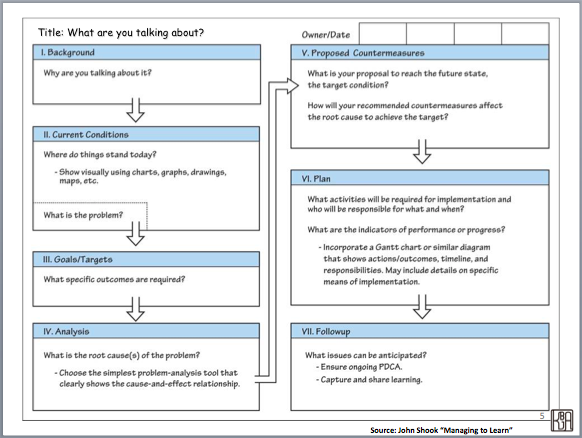 Title: What are you talking about?
Owner/Date
I. Background
Why are you talking about it?
II. Current Conditions
Where do things stand today?
- Show visually using charts, graphs, drawings,
maps, etc.
What is the problem?
III. Goals/Targets
What specific outcomes are required?
IV. Analysis
What is the root cause(s) of the problem?
- Choose the simplest problem-analysis tool that
clearly shows the cause-and-effect relationship.
V. Proposed Countermeasures
What is your proposal to reach the future state,
the target condition?
How will your recommended countermeasures affect
the root cause to achieve the target?
VI. Plan
What activities will be required for implementation and
who will be responsible for what and when?
What are the indicators of performance or progress?
- Incorporate a Gantt chart or similar diagram
that shows actions/outcomes, timeline, and
responsibilities. May include details on specific
means of implementation.
VII. Followup
What issues can be anticipated?
- Ensure ongoing PDCA.
- Capture and share learning.
5
Source: John Shook "Managing to Learn"